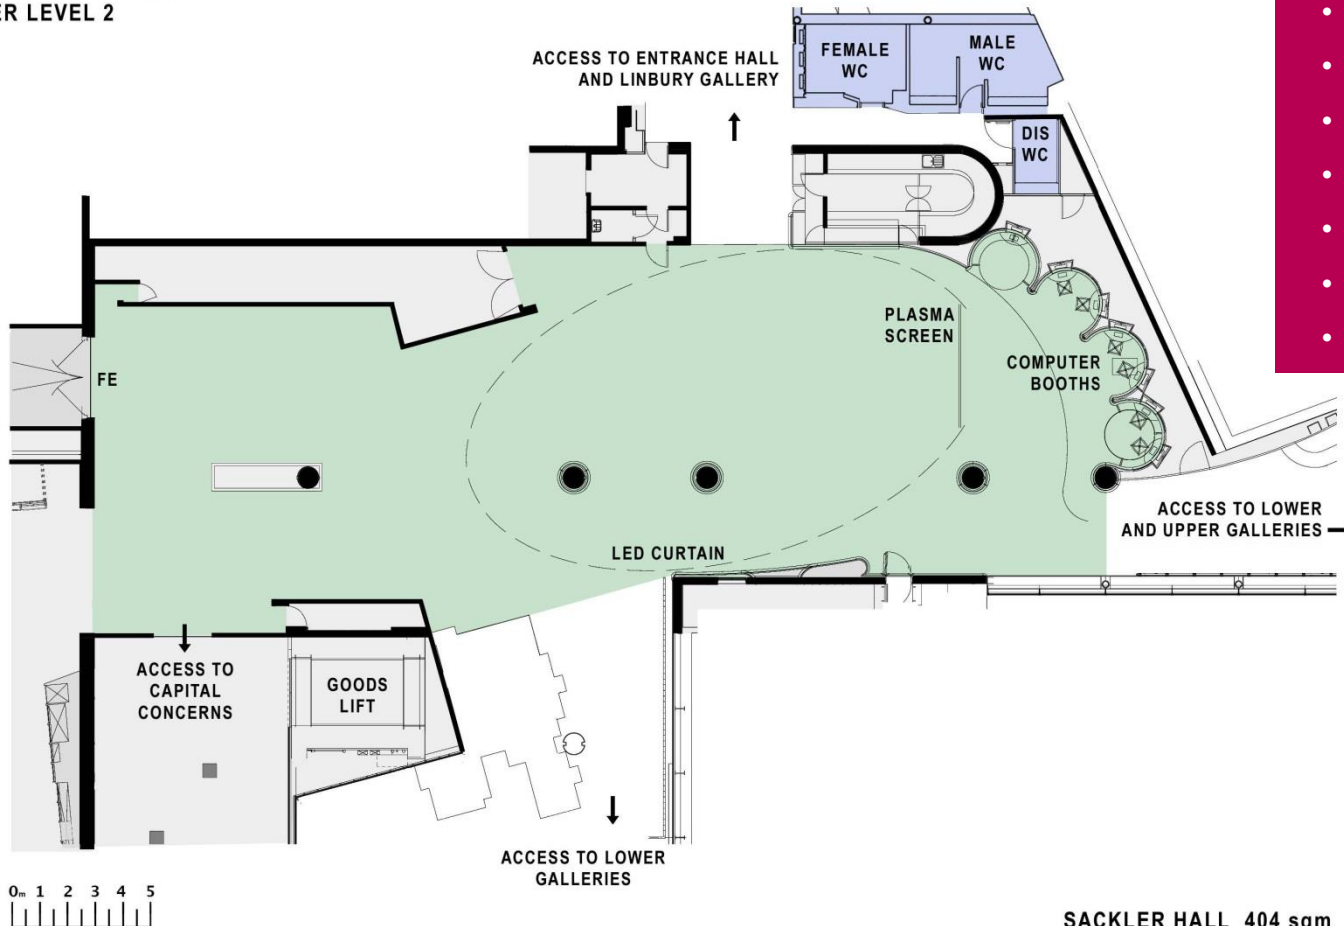 ER LEVEL 2
ACCESS TO ENTRANCE HALL
AND LINBURY GALLERY
FEMALE
WC
MALE
WC
DIS
WC
PLASMA
SCREEN
COMPUTER
BOOTHS
FE
ACCESS TO LOWER
AND UPPER GALLERIES
LED CURTAIN
ACCESS TO
CAPITAL
CONCERNS
GOODS
LIFT
ACCESS TO LOWER
GALLERIES
0m 1 2 3 4 5
SACKLER HALL 404 sqm